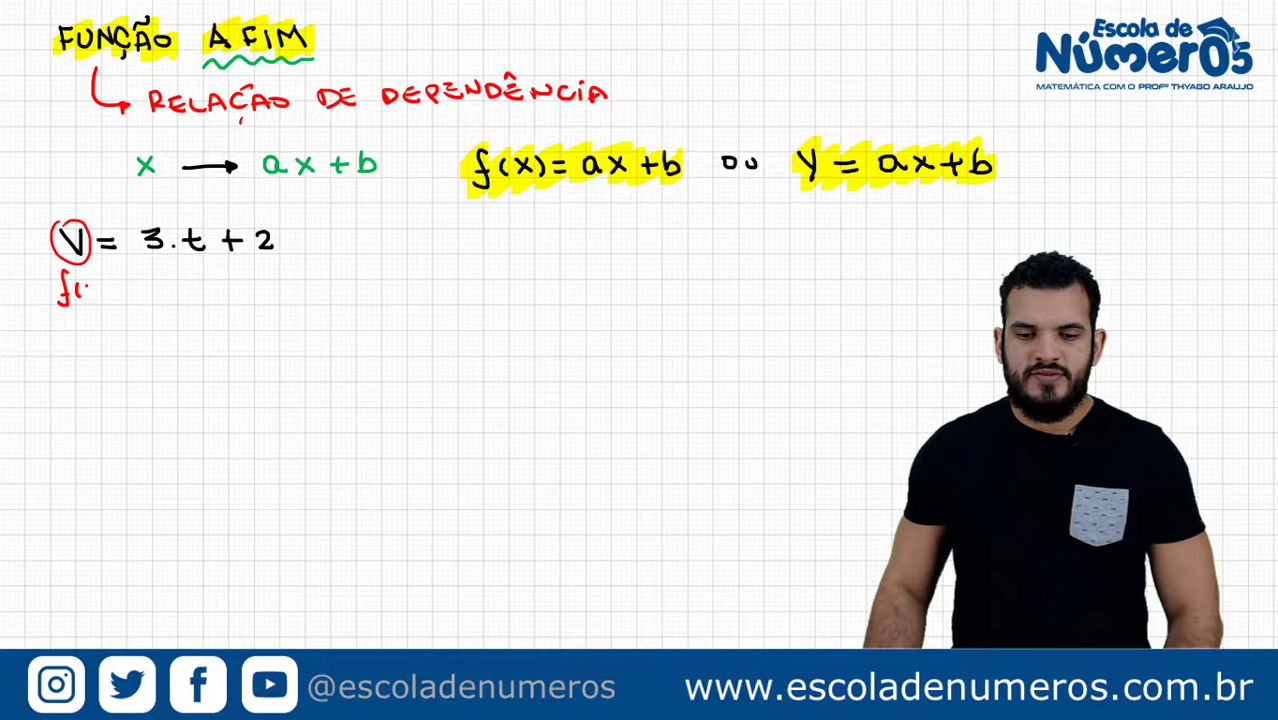 FUNÇÃO AFIM
Escola de
NúmerOS
MATEMÁTICA COM O PROFº THYAGO ARAUJO
RELAÇÃO DE DEPENDÊNCIA
x → ax+b f(x)=ax+b ou y = ax+b
V = 3.t + 2
f(
@escoladenumeros www.escoladenumeros.com.br